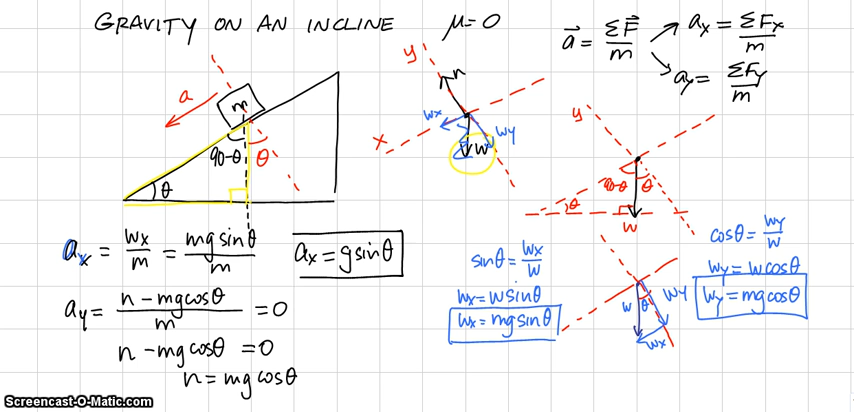 GRAVITY ON AN INCLINE μ=0
a⃗ = ΣF⃗/m
ax = ΣFx/m
ay = ΣFy/m
a
m
90-θ θ
θ
y
n
x
wx
wy
w
y
90-θ θ
θ
w
ax = wx/m = mg sinθ/m
ax = g sinθ
ay = n - mg cosθ/m = 0
n - mg cosθ = 0
n = mg cosθ
sinθ = wx/w
wx = w sinθ
wx = mg sinθ
w θ wy
wx
cosθ = wy/w
wy = w cosθ
wy = mg cosθ
Screencast-O-Matic.com